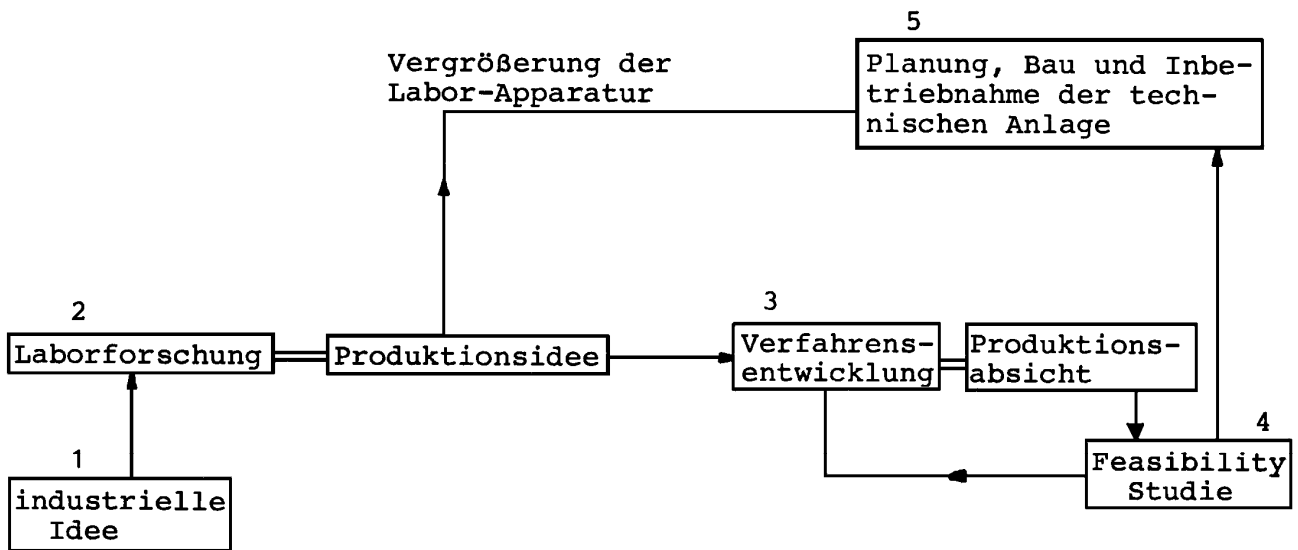 5
Vergrößerung der
Labor-Apparatur
Planung, Bau und Inbe-
triebnahme der tech-
nischen Anlage
2
Laborforschung
Produktionsidee
3
Verfahrens-
entwicklung
Produktions-
absicht
1
industrielle
Idee
4
Feasibility
Studie